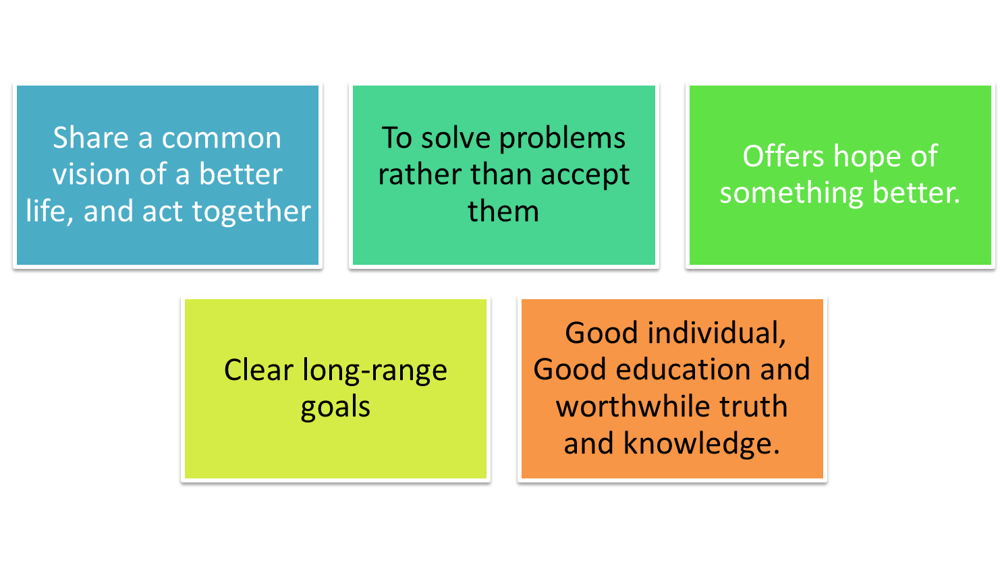 Share a common
vision of a better
life, and act together
To solve problems
rather than accept
them
Offers hope of
something better.
Clear long-range
goals
Good individual,
Good education and
worthwhile truth
and knowledge.